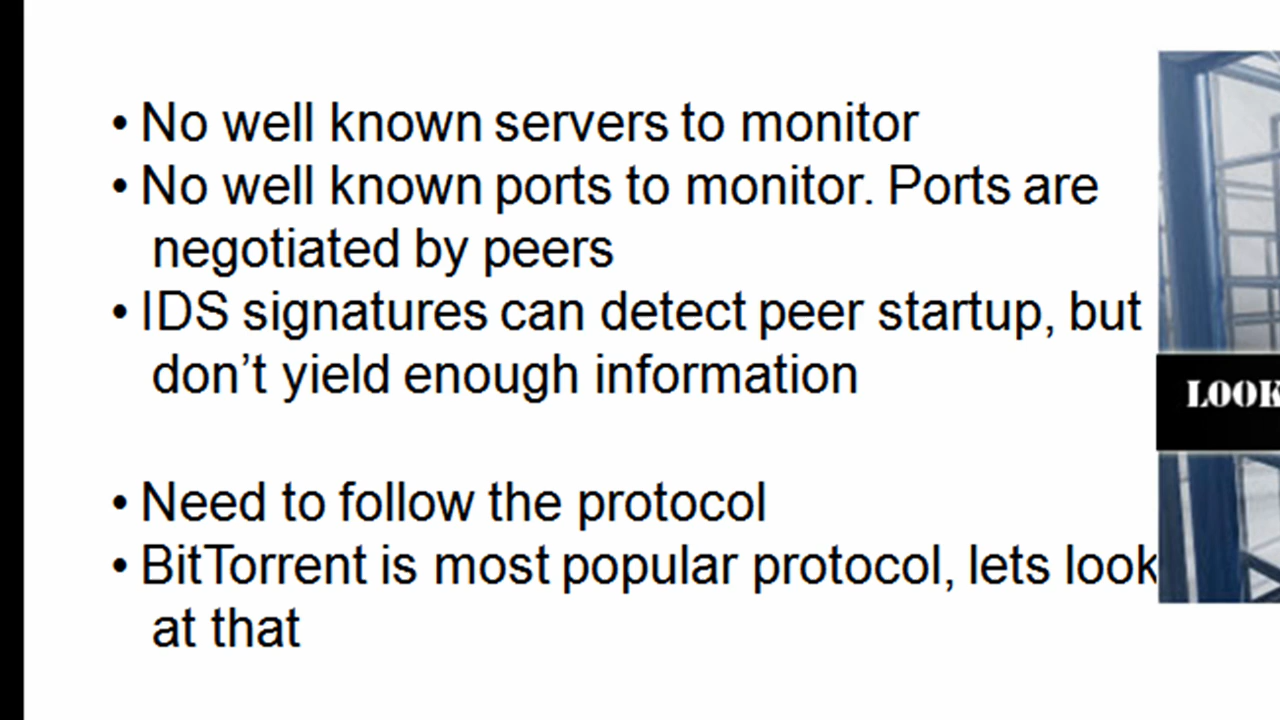 • No well known servers to monitor
• No well known ports to monitor. Ports are
negotiated by peers
• IDS signatures can detect peer startup, but
don’t yield enough information
• Need to follow the protocol
• BitTorrent is most popular protocol, lets look
at that
LOOK